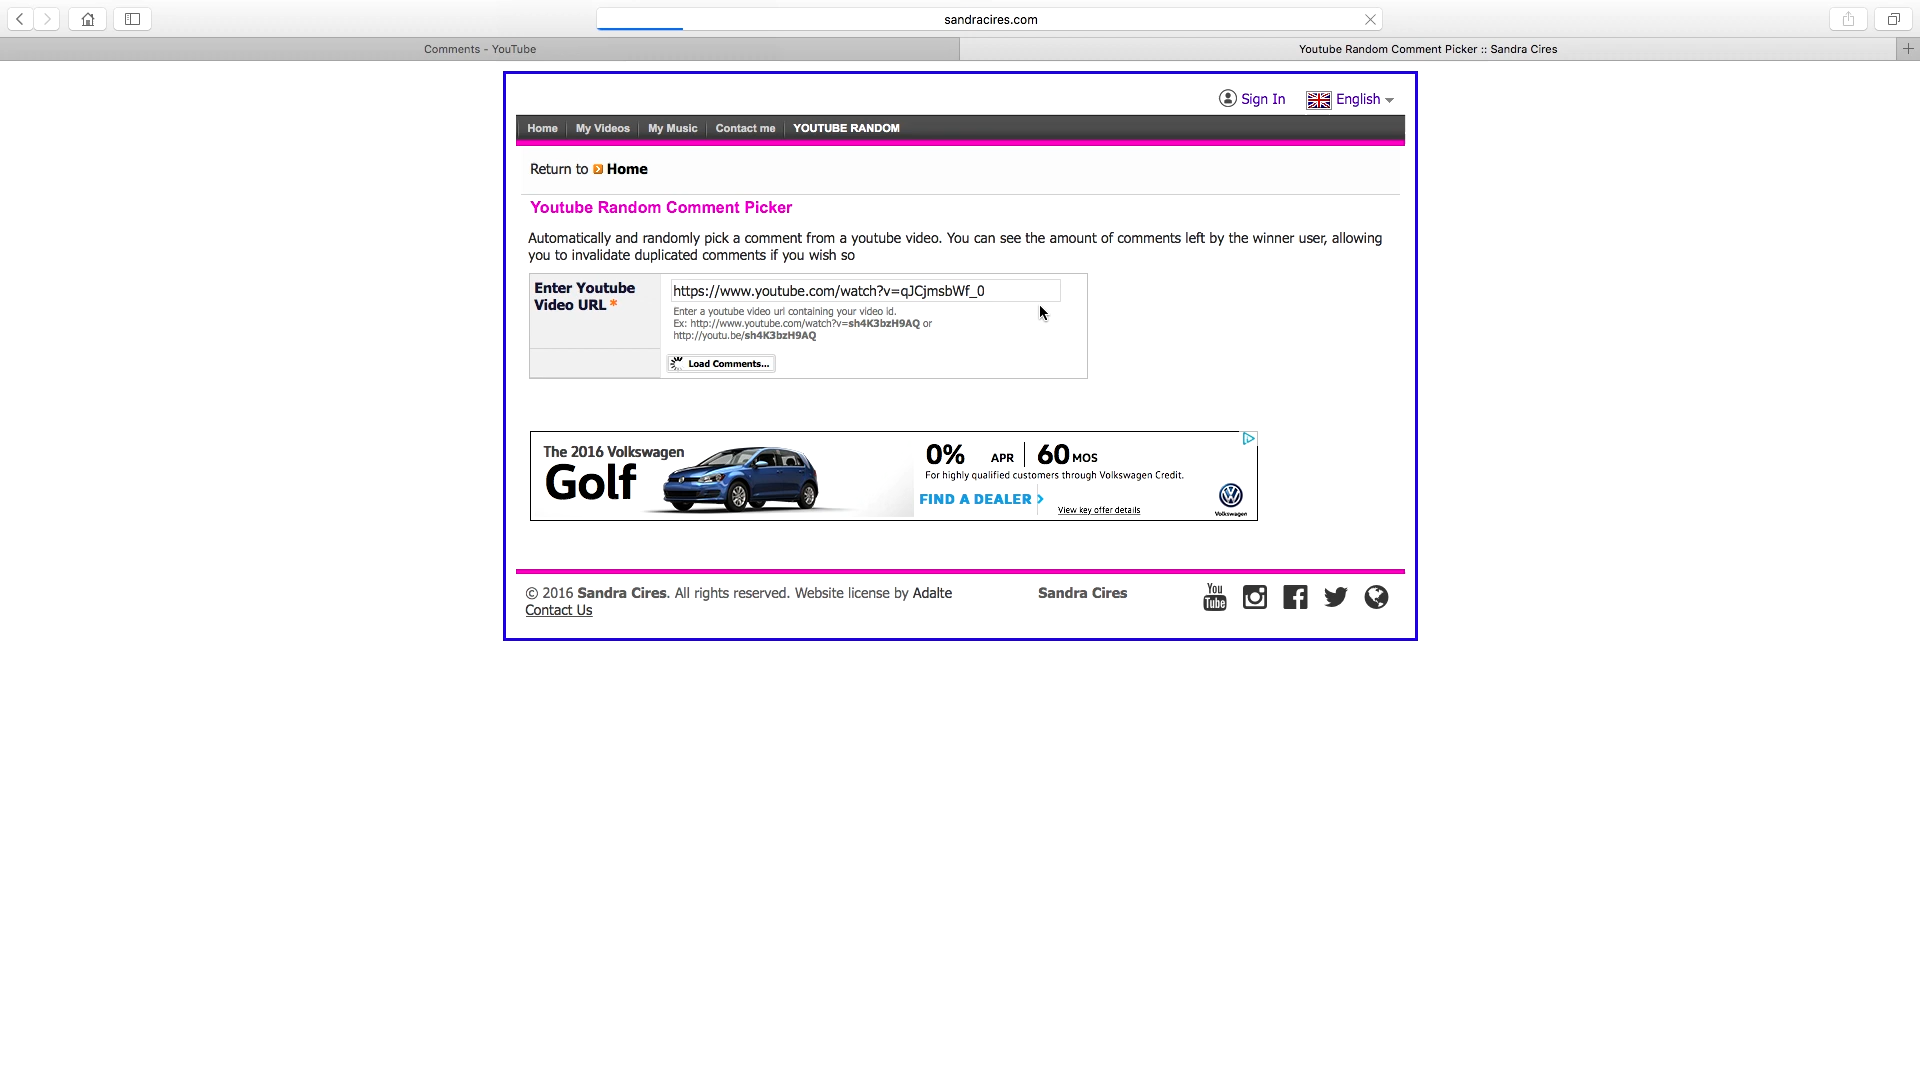 sandracires.com
Comments - YouTube
Youtube Random Comment Picker :: Sandra Cires
Sign In
English
Home
My Videos
My Music
Contact me
YOUTUBE RANDOM
Return to Home
Youtube Random Comment Picker
Automatically and randomly pick a comment from a youtube video. You can see the amount of comments left by the winner user, allowing
you to invalidate duplicated comments if you wish so
Enter Youtube
Video URL *
https://www.youtube.com/watch?v=qJCjmsbWf_0
Enter a youtube video url containing your video id.
Ex: http://www.youtube.com/watch?v=sh4K3bzH9AQ or
http://youtu.be/sh4K3bzH9AQ
Load Comments...
The 2016 Volkswagen
Golf
0% APR
60 MOS
For highly qualified customers through Volkswagen Credit.
FIND A DEALER >
View key offer details
Volkswagen
© 2016 Sandra Cires. All rights reserved. Website license by Adalte
Contact Us
Sandra Cires
You
Tube